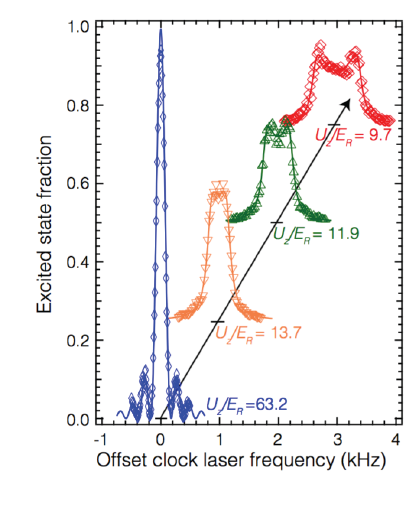 1.0
0.8
0.6
0.4
0.2
0.0
Excited state fraction
U_z/E_R = 9.7
U_z/E_R = 11.9
U_z/E_R = 13.7
U_z/E_R =63.2
-1 0 1 2 3 4
Offset clock laser frequency (kHz)